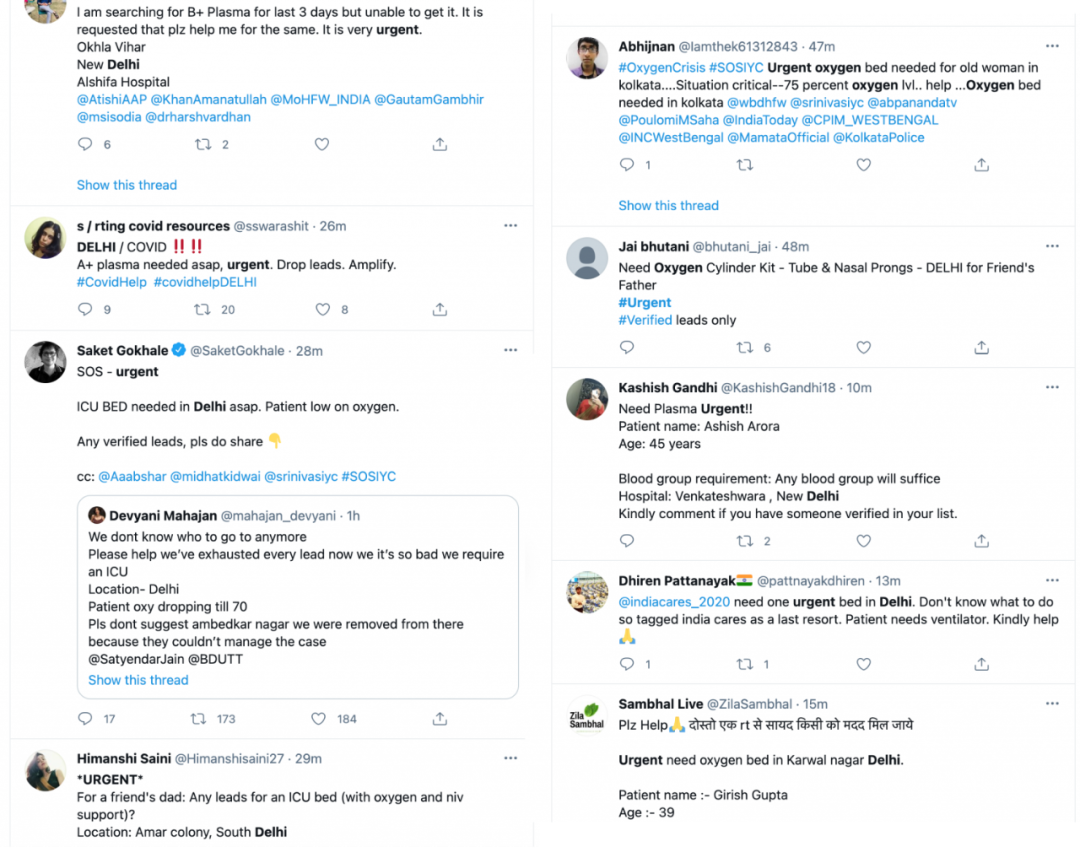 I am searching for B+ Plasma for last 3 days but unable to get it. It is
requested that plz help me for the same. It is very urgent.
Okhla Vihar
New Delhi
Alshifa Hospital
@AtishiAAP @KhanAmanatullah @MoHFW_INDIA @GautamGambhir
@msisodia @drharshvardhan
6 2
Show this thread
s / rting covid resources @sswarashit · 26m
DELHI / COVID ‼️ ‼️
A+ plasma needed asap, urgent. Drop leads. Amplify.
#CovidHelp #covidhelpDELHI
9 20 8
Saket Gokhale @SaketGokhale · 28m
SOS - urgent
ICU BED needed in Delhi asap. Patient low on oxygen.
Any verified leads, pls do share 👇
cc: @Aaabshar @midhatkidwai @srinivasiyc #SOSIYC
Devyani Mahajan @mahajan_devyani · 1h
We dont know who to go to anymore
Please help we've exhausted every lead now we it's so bad we require
an ICU
Location- Delhi
Patient oxy dropping till 70
Pls dont suggest ambedkar nagar we were removed from there
because they couldn't manage the case
@SatyendarJain @BDUTT
Show this thread
17 173 184
Himanshi Saini @Himanshisaini27 · 29m
*URGENT*
For a friend's dad: Any leads for an ICU bed (with oxygen and niv
support)?
Location: Amar colony, South Delhi
Abhijnan @Iamthek61312843 · 47m
#OxygenCrisis #SOSIYC Urgent oxygen bed needed for old woman in
kolkata....Situation critical--75 percent oxygen lvl.. help ...Oxygen bed
needed in kolkata @wbdhfw @srinivasiyc @abpanandatv
@PoulomiMSaha @IndiaToday @CPIM_WESTBENGAL
@INCWestBengal @MamataOfficial @KolkataPolice
1
Show this thread
Jai bhutani @bhutani_jai · 48m
Need Oxygen Cylinder Kit - Tube & Nasal Prongs - DELHI for Friend's
Father
#Urgent
#Verified leads only
6
Kashish Gandhi @KashishGandhi18 · 10m
Need Plasma Urgent!!
Patient name: Ashish Arora
Age: 45 years
Blood group requirement: Any blood group will suffice
Hospital: Venkateshwara , New Delhi
Kindly comment if you have someone verified in your list.
2
Dhiren Pattanayak🇮🇳 @pattnayakdhiren · 13m
@indiacares_2020 need one urgent bed in Delhi. Don't know what to do
so tagged india cares as a last resort. Patient needs ventilator. Kindly help
🙏
1 1
Zila
Sambhal
Sambhal Live @ZilaSambhal · 15m
Plz Help🙏 दोस्तो एक rt से सायद किसी को मदद मिल जाये
Urgent need oxygen bed in Karwal nagar Delhi.
Patient name :- Girish Gupta
Age :- 39